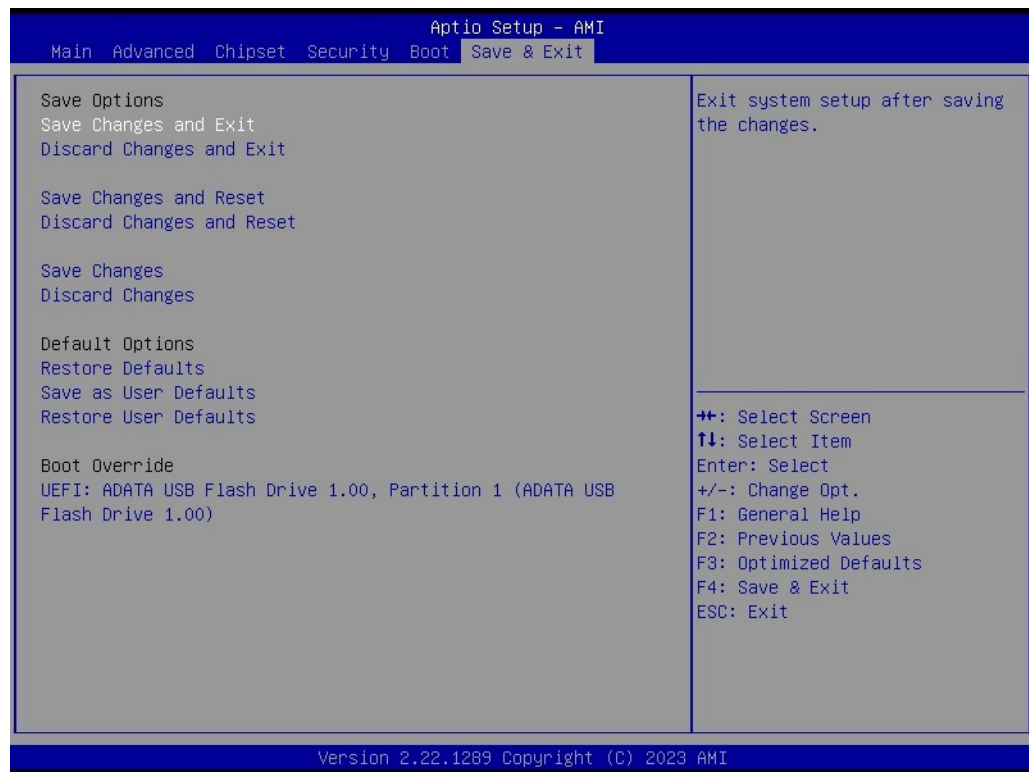 Aptio Setup – AMI
Main Advanced Chipset Security Boot Save & Exit
Save Options
Save Changes and Exit
Discard Changes and Exit
Save Changes and Reset
Discard Changes and Reset
Save Changes
Discard Changes
Default Options
Restore Defaults
Save as User Defaults
Restore User Defaults
Boot Override
UEFI: ADATA USB Flash Drive 1.00, Partition 1 (ADATA USB
Flash Drive 1.00)
Exit system setup after saving
the changes.
→←: Select Screen
↑↓: Select Item
Enter: Select
+/-: Change Opt.
F1: General Help
F2: Previous Values
F3: Optimized Defaults
F4: Save & Exit
ESC: Exit
Version 2.22.1289 Copyright (C) 2023 AMI